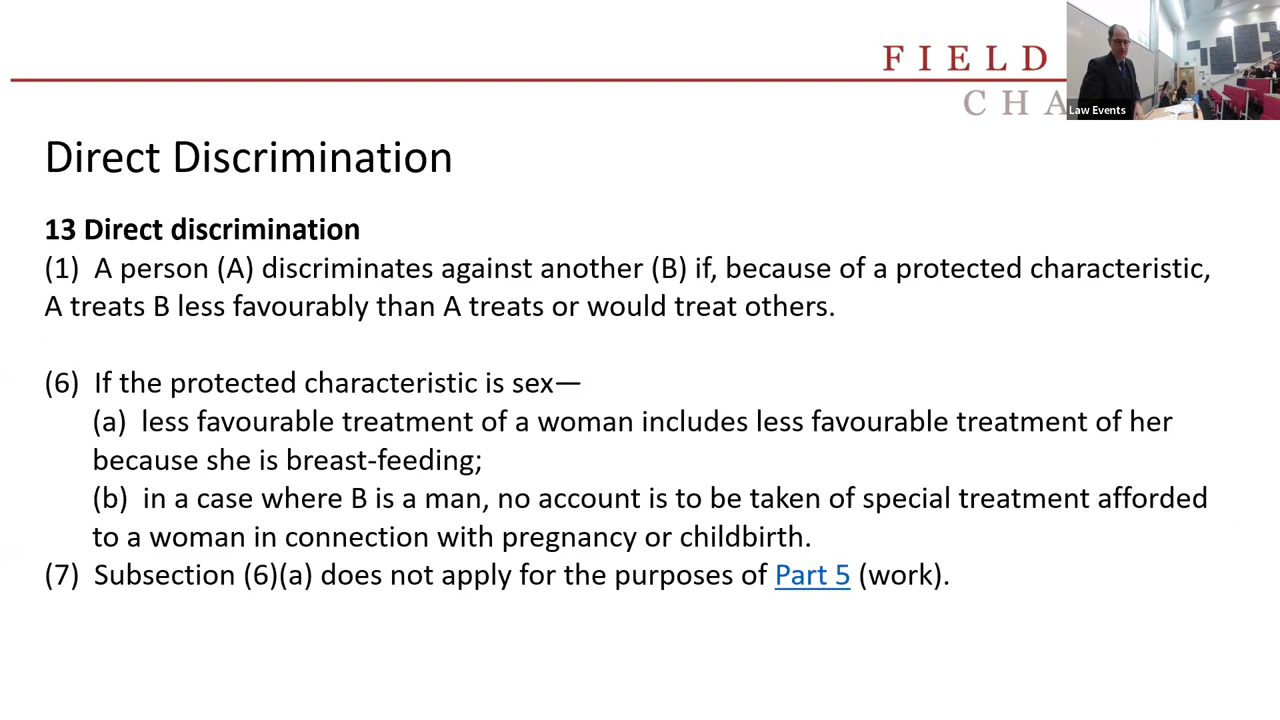 FIELD
CHA
Law Events
Direct Discrimination
13 Direct discrimination
(1) A person (A) discriminates against another (B) if, because of a protected characteristic,
A treats B less favourably than A treats or would treat others.
(6) If the protected characteristic is sex—
(a) less favourable treatment of a woman includes less favourable treatment of her
because she is breast-feeding;
(b) in a case where B is a man, no account is to be taken of special treatment afforded
to a woman in connection with pregnancy or childbirth.
(7) Subsection (6)(a) does not apply for the purposes of Part 5 (work).